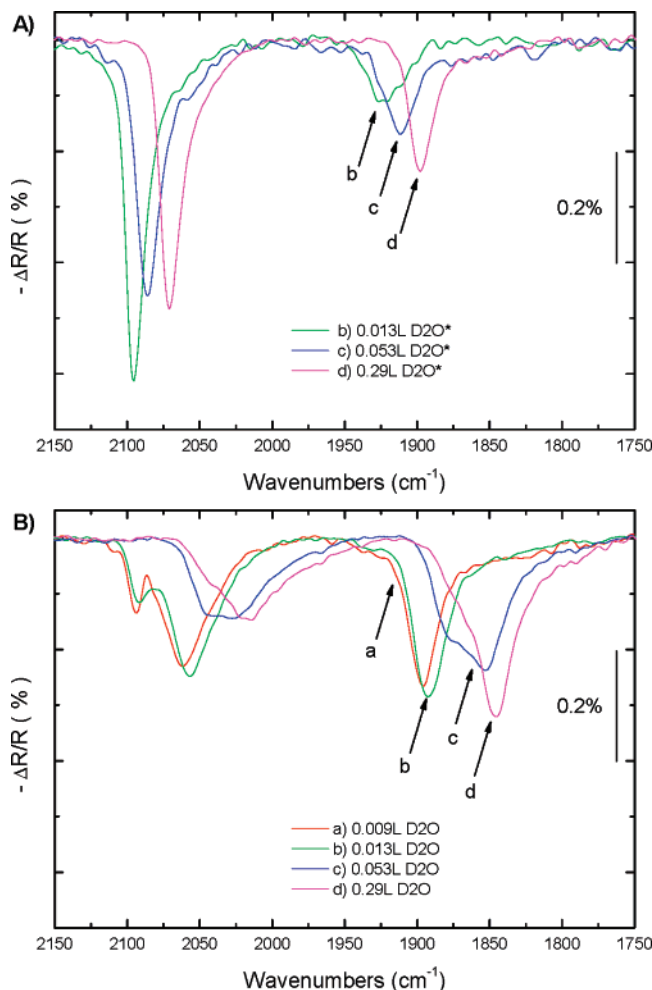 A)
- ΔR/R ( % )
b
c
d
0.2%
b) 0.013L D2O*
c) 0.053L D2O*
d) 0.29L D2O*
2150 2100 2050 2000 1950 1900 1850 1800 1750
Wavenumbers (cm⁻¹)
B)
- ΔR/R ( % )
a
b
c
d
0.2%
a) 0.009L D2O
b) 0.013L D2O
c) 0.053L D2O
d) 0.29L D2O
2150 2100 2050 2000 1950 1900 1850 1800 1750
Wavenumbers (cm⁻¹)